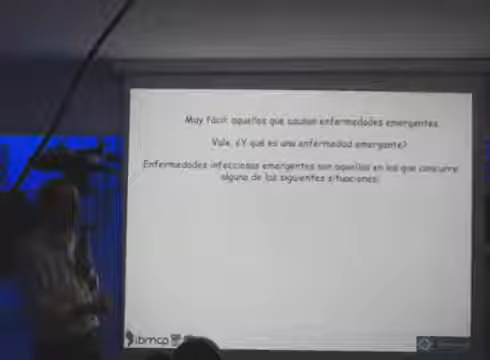 Muy fácil: aquellos que causan enfermedades emergentes.
Vale, ¿Y qué es una enfermedad emergente?
Enfermedades infecciosas emergentes son aquellas en las que concurre
alguna de las siguientes situaciones:
ibmcp